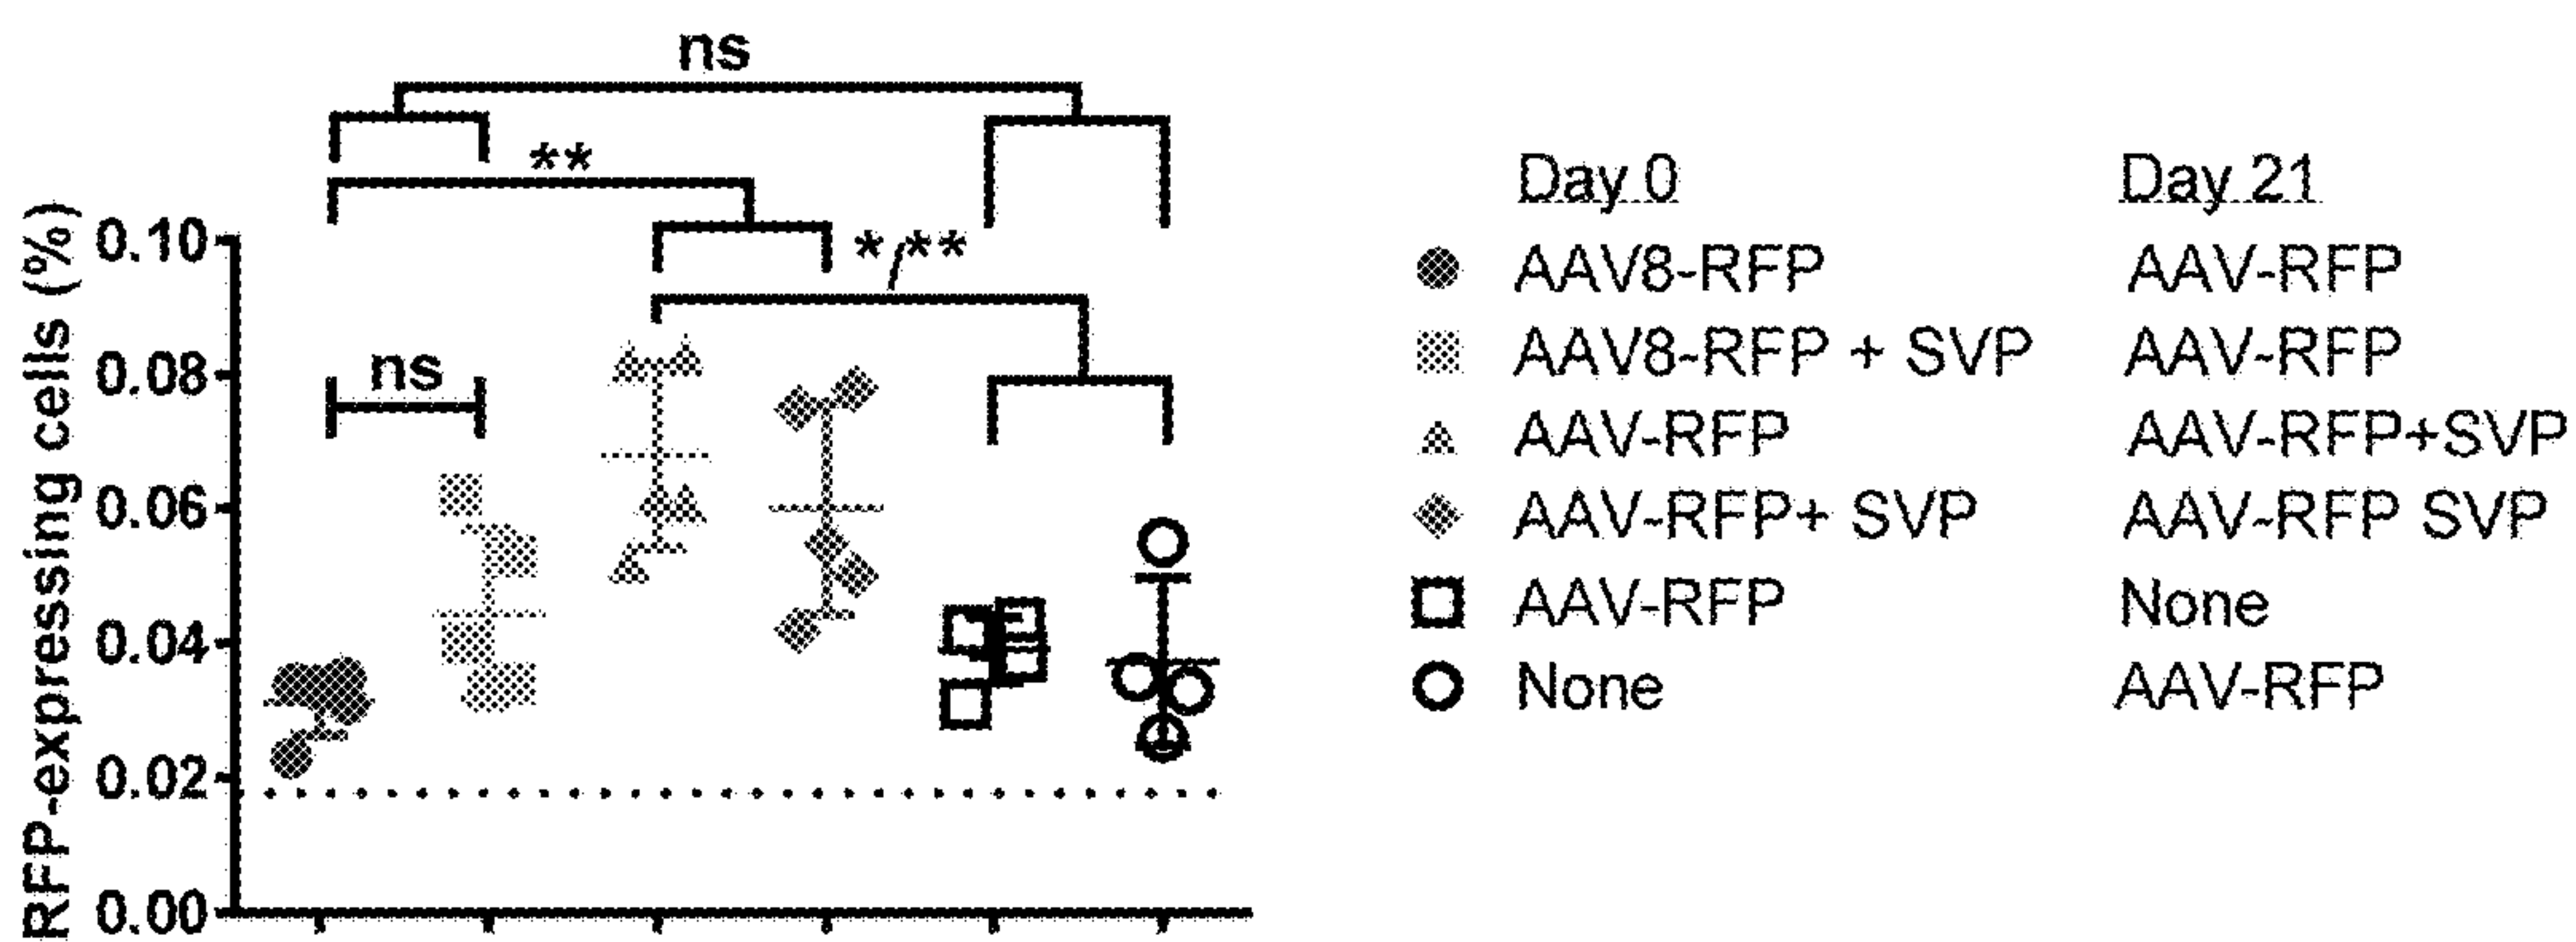 ns
**
*/**
ns
RFP-expressing cells (%)
0.10
0.08
0.06
0.04
0.02
0.00
Day 0 Day 21
AAV8-RFP AAV-RFP
AAV8-RFP + SVP AAV-RFP
AAV-RFP AAV-RFP+SVP
AAV-RFP+ SVP AAV-RFP SVP
AAV-RFP None
None AAV-RFP